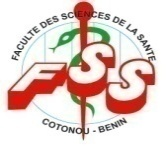 FACULTE DES SCIENCES DE LA SANTE
FSS
COTONOU - BENIN